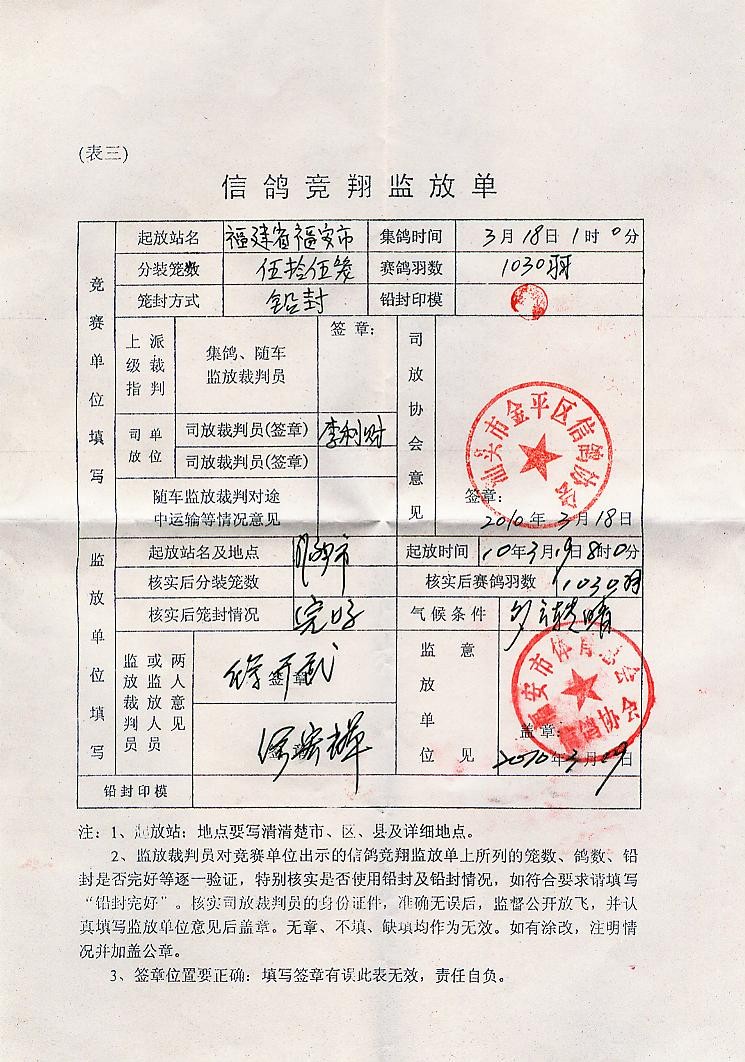 (表三)
信鸽竞翔监放单
竞赛单位填写
起放站名 福建省福安市 集鸽时间 3月18日1时0分
分装笼数 伍拾伍笼 赛鸽羽数 1030羽
笼封方式 铅封 铅封印模
上级指派裁判 集鸽、随车监放裁判员 签章:
司放单位 司放裁判员(签章) 李利财
司放裁判员(签章)
随车监放裁判对途中运输等情况意见
司放协会意见
汕头市金平区信鸽协会
签章:
2010年3月18日
监放单位填写
起放站名及地点 起放时间 10年3月19日8时0分
核实后分装笼数 核实后赛鸽羽数 1030羽
核实后笼封情况 完好 气候条件 晴
监放裁判员或监放人员两人意见 签章
签章
监放单位意见
福安市体育总会
信鸽协会
盖章:
2010年3月19日
铅封印模
注:1、起放站:地点要写清消楚市、区、县及详细地点。
2、监放裁判员对竞赛单位出示的信鸽竞翔监放单上所列的笼数、鸽数、铅
封是否完好等逐一验证,特别核实是否使用铅封及铅封情况,如符合要求请填写
“铅封完好”。核实司放裁判员的身份证件,准确无误后,监督公开放飞,并认
真填写监放单位意见后盖章。无章、不填、缺填均作为无效。如有涂改,注明情
况并加盖公章。
3、签章位置要正确:填写签章有误此表无效,责任自负。